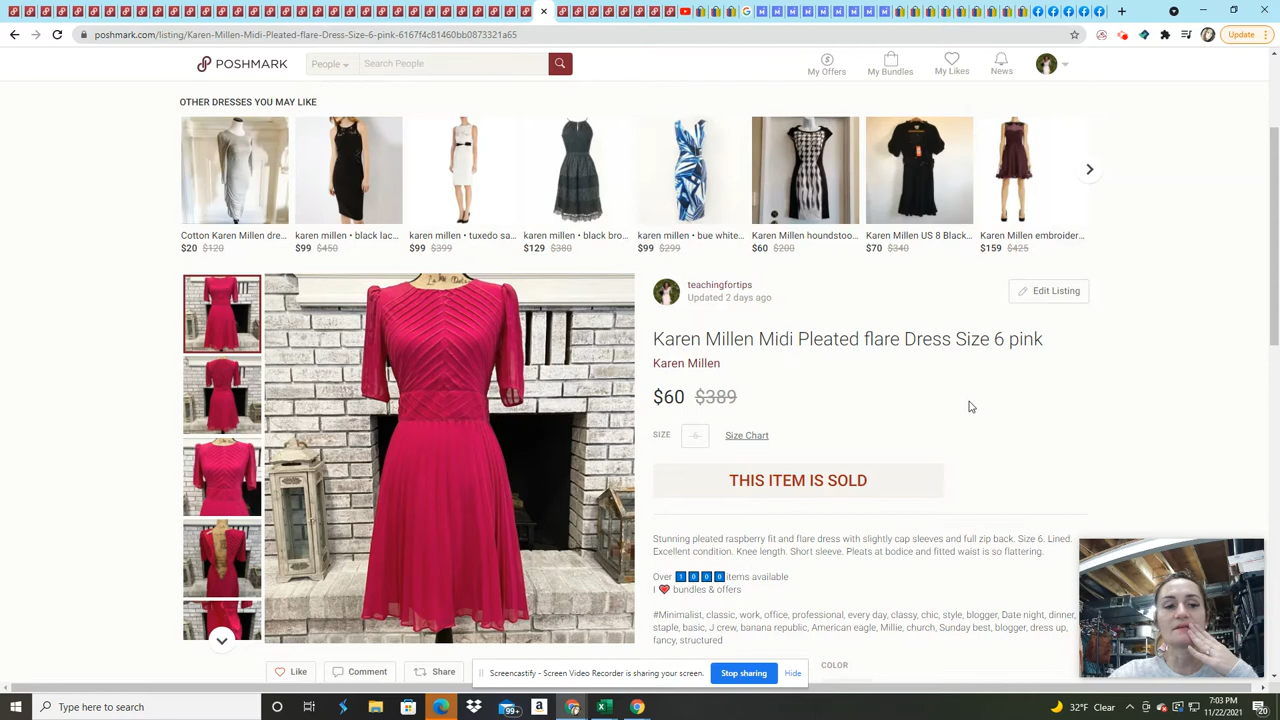 Update
poshmark.com/listing/Karen-Millen-Midi-Pleated-flare-Dress-Size-6-pink-6167f4c81460bb0873321a65
POSHMARK
People
Search People
My Offers
My Bundles
My Likes
News
OTHER DRESSES YOU MAY LIKE
Cotton Karen Millen dre...
$20 $120
karen millen • black lac...
$99 $450
karen millen • tuxedo sa...
$99 $399
karen millen • black bro...
$129 $380
karen millen • bue white...
$99 $299
Karen Millen houndstoo...
$60 $200
Karen Millen US 8 Black...
$70 $340
Karen Millen embroider...
$159 $425
teachingfortips
Updated 2 days ago
Edit Listing
Karen Millen Midi Pleated flare Dress Size 6 pink
Karen Millen
$60 $389
SIZE 6 Size Chart
THIS ITEM IS SOLD
Stunning pleated raspberry fit and flare dress with slightly cap sleeves and full zip back. Size 6. Lined.
Excellent condition. Knee length. Short sleeve. Pleats at bodice and fitted waist is so flattering.
Over 1 0 0 0 items available
I ❤️ bundles & offers
#Minimalist, classic, work, office, professional, every day, classy, chic, style, blogger, Date night, dinner,
staple, basic, J crew, banana republic, American eagle, Millie, church, Sunday best, blogger, dress up,
fancy, structured
COLOR
Like
Comment
Share
Screencastify - Screen Video Recorder is sharing your screen.
Stop sharing
Hide
Type here to search
99+
32°F Clear
7:03 PM
11/22/2021
20